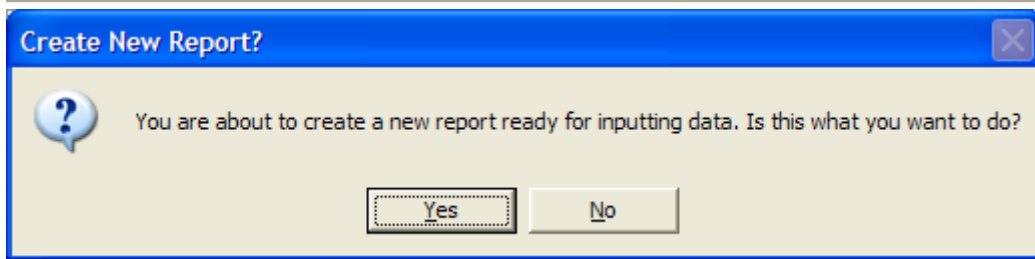 Create New Report?
You are about to create a new report ready for inputting data. Is this what you want to do?
Yes No